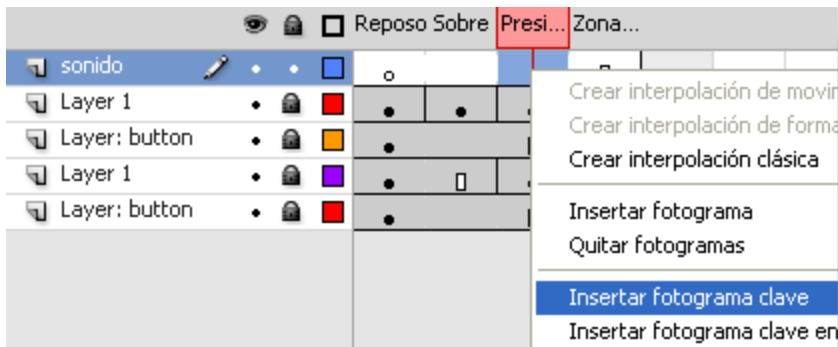 Reposo Sobre Presi... Zona...
sonido
Layer 1
Layer: button
Layer 1
Layer: button
Crear interpolación de movi
Crear interpolación de forma
Crear interpolación clásica
Insertar fotograma
Quitar fotogramas
Insertar fotograma clave
Insertar fotograma clave en